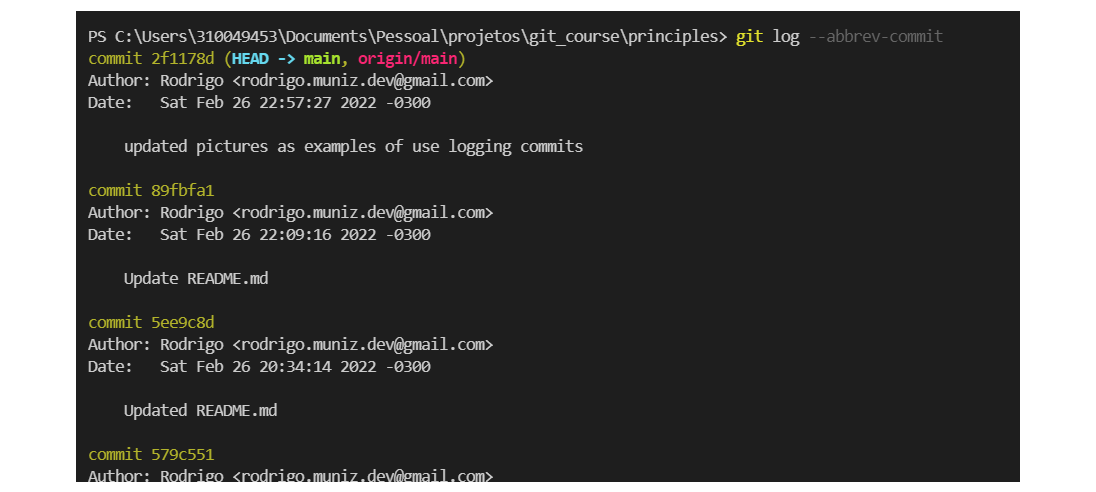 PS C:\Users\310049453\Documents\Pessoal\projetos\git_course\principles> git log --abbrev-commit
commit 2f1178d (HEAD -> main, origin/main)
Author: Rodrigo <rodrigo.muniz.dev@gmail.com>
Date:   Sat Feb 26 22:57:27 2022 -0300
updated pictures as examples of use logging commits
commit 89fbfa1
Author: Rodrigo <rodrigo.muniz.dev@gmail.com>
Date:   Sat Feb 26 22:09:16 2022 -0300
Update README.md
commit 5ee9c8d
Author: Rodrigo <rodrigo.muniz.dev@gmail.com>
Date:   Sat Feb 26 20:34:14 2022 -0300
Updated README.md
commit 579c551
Author: Rodrigo <rodrigo.muniz.dev@gmail.com>